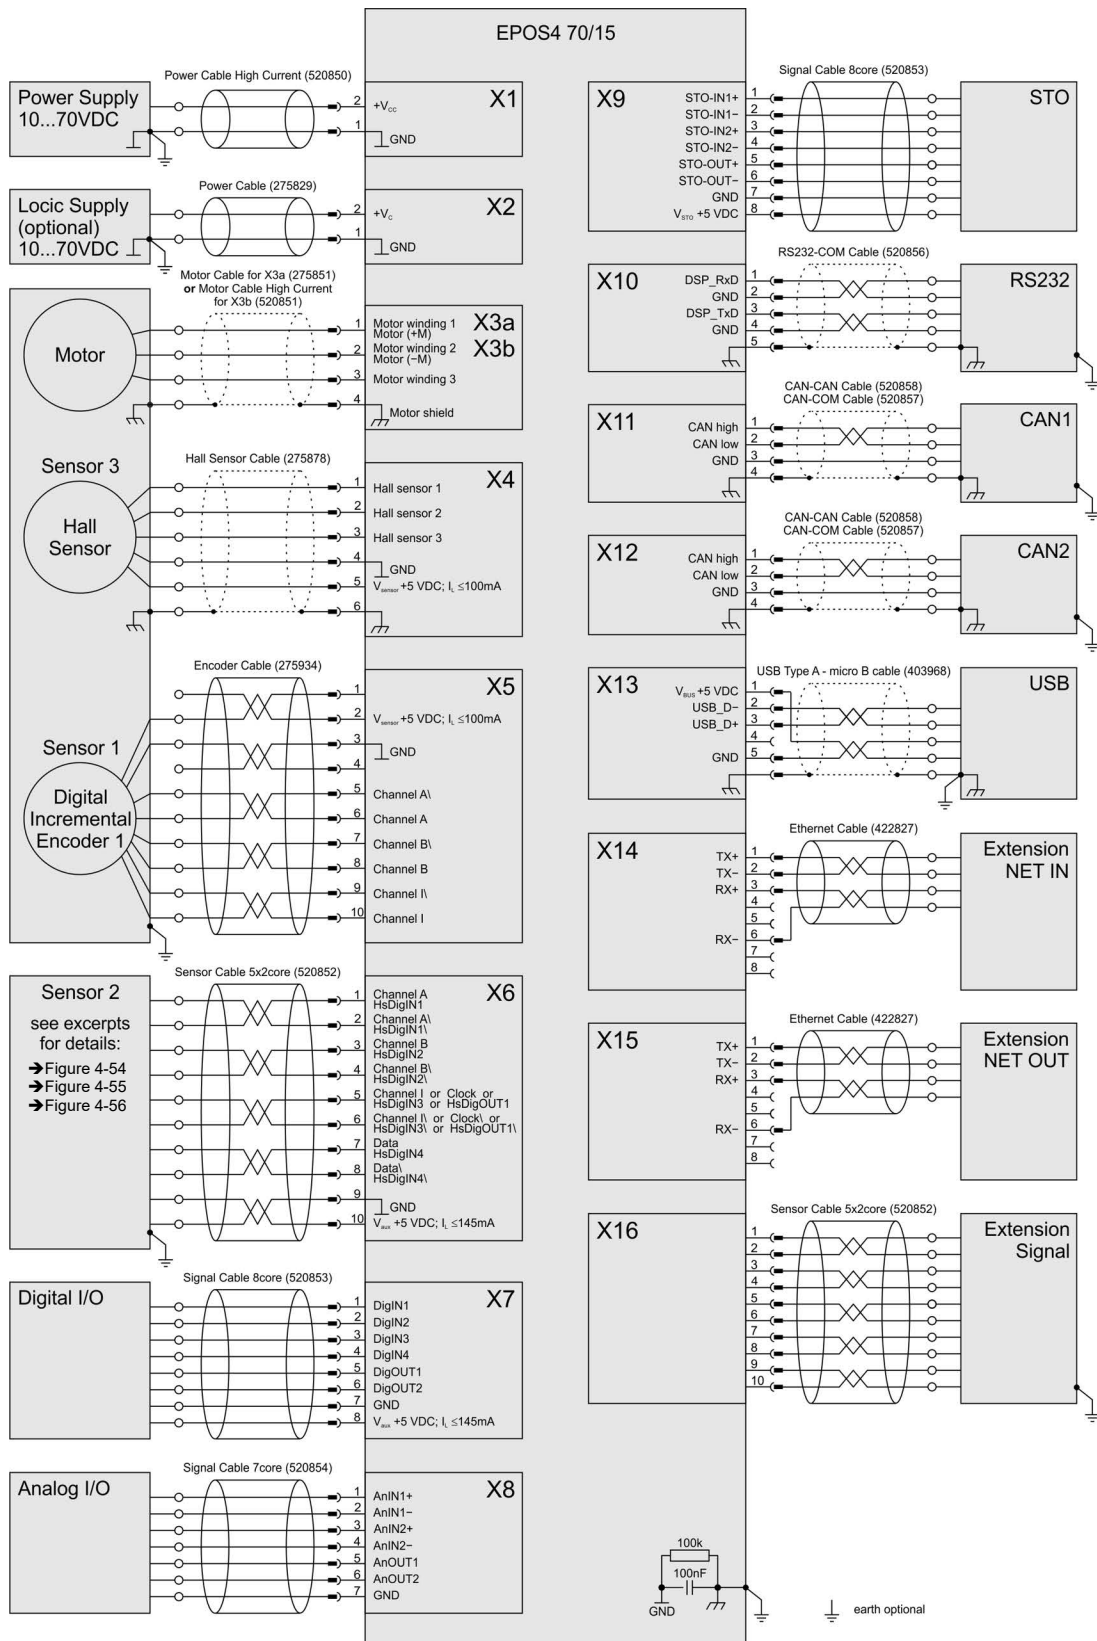 EPOS4 70/15
Power Cable High Current (520850)
Power Supply
10...70VDC
2 +Vcc
1 GND
X1
Power Cable (275829)
Locic Supply
(optional)
10...70VDC
2 +Vc
1 GND
X2
Motor Cable for X3a (275851)
or Motor Cable High Current
for X3b (520851)
Motor
1 Motor winding 1
Motor (+M)
2 Motor winding 2
Motor (−M)
3 Motor winding 3
4 Motor shield
X3a
X3b
Sensor 3
Hall
Sensor
Hall Sensor Cable (275878)
1 Hall sensor 1
2 Hall sensor 2
3 Hall sensor 3
4 GND
5 Vsensor +5 VDC; IL ≤100mA
6
X4
Encoder Cable (275934)
Sensor 1
Digital
Incremental
Encoder 1
1
2 Vsensor +5 VDC; IL ≤100mA
3 GND
4
5 Channel A\
6 Channel A
7 Channel B\
8 Channel B
9 Channel I\
10 Channel I
X5
Sensor Cable 5x2core (520852)
Sensor 2
see excerpts
for details:
➔Figure 4-54
➔Figure 4-55
➔Figure 4-56
1 Channel A
HsDigIN1
2 Channel A\
HsDigIN1\
3 Channel B
HsDigIN2
4 Channel B\
HsDigIN2\
5 Channel I or Clock or
HsDigIN3 or HsDigOUT1
6 Channel I\ or Clock\ or
HsDigIN3\ or HsDigOUT1\
7 Data
HsDigIN4
8 Data\
HsDigIN4\
9 GND
10 Vaux +5 VDC; IL ≤145mA
X6
Signal Cable 8core (520853)
Digital I/O
1 DigIN1
2 DigIN2
3 DigIN3
4 DigIN4
5 DigOUT1
6 DigOUT2
7 GND
8 Vaux +5 VDC; IL ≤145mA
X7
Signal Cable 7core (520854)
Analog I/O
1 AnIN1+
2 AnIN1−
3 AnIN2+
4 AnIN2−
5 AnOUT1
6 AnOUT2
7 GND
X8
Signal Cable 8core (520853)
X9
STO-IN1+ 1
STO-IN1− 2
STO-IN2+ 3
STO-IN2− 4
STO-OUT+ 5
STO-OUT− 6
GND 7
VSTO +5 VDC 8
STO
RS232-COM Cable (520856)
X10
DSP_RxD 1
GND 2
DSP_TxD 3
GND 4
5
RS232
CAN-CAN Cable (520858)
CAN-COM Cable (520857)
X11
CAN high 1
CAN low 2
GND 3
4
CAN1
CAN-CAN Cable (520858)
CAN-COM Cable (520857)
X12
CAN high 1
CAN low 2
GND 3
4
CAN2
USB Type A - micro B cable (403968)
X13
VBUS +5 VDC 1
USB_D− 2
USB_D+ 3
4
GND 5
USB
Ethernet Cable (422827)
X14
TX+ 1
TX− 2
RX+ 3
4
5
RX− 6
7
8
Extension
NET IN
Ethernet Cable (422827)
X15
TX+ 1
TX− 2
RX+ 3
4
5
RX− 6
7
8
Extension
NET OUT
Sensor Cable 5x2core (520852)
X16
1
2
3
4
5
6
7
8
9
10
Extension
Signal
100k
100nF
GND
earth optional